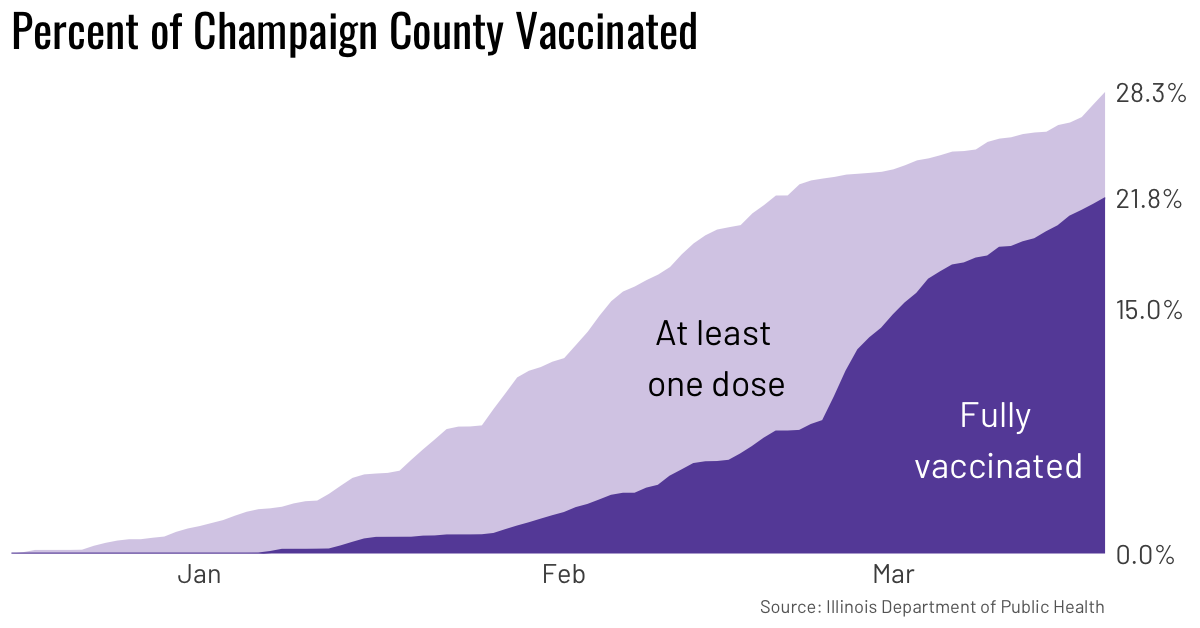 Percent of Champaign County Vaccinated
28.3%
21.8%
15.0%
At least
one dose
Fully
vaccinated
0.0%
Jan
Feb
Mar
Source: Illinois Department of Public Health